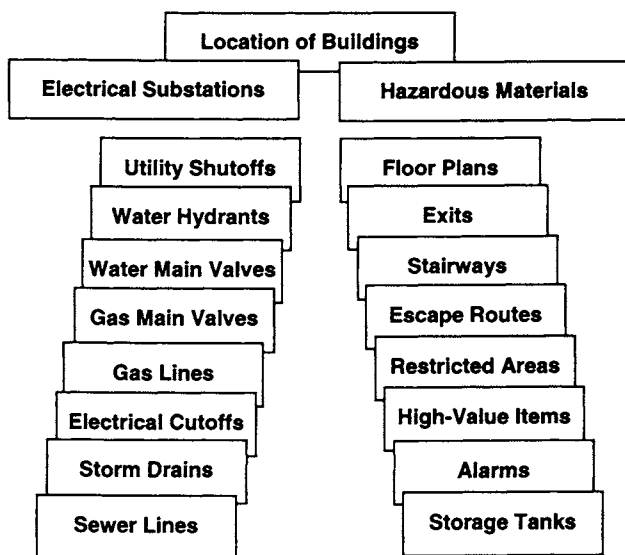 Location of Buildings
Electrical Substations
Hazardous Materials
Utility Shutoffs
Water Hydrants
Water Main Valves
Gas Main Valves
Gas Lines
Electrical Cutoffs
Storm Drains
Sewer Lines
Floor Plans
Exits
Stairways
Escape Routes
Restricted Areas
High-Value Items
Alarms
Storage Tanks